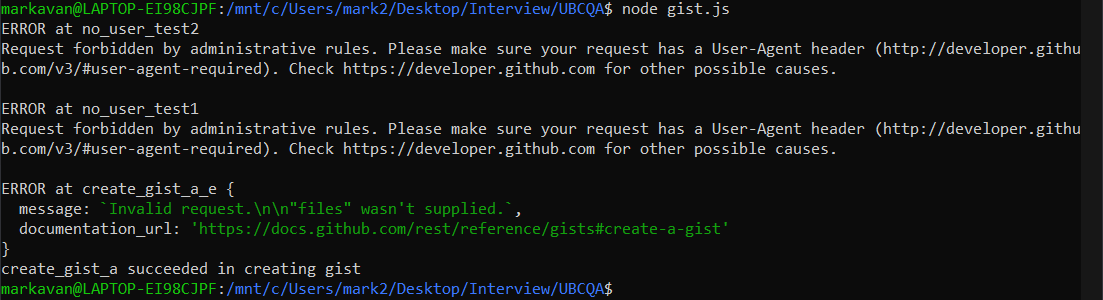 markavan@LAPTOP-EI98CJPF:/mnt/c/Users/mark2/Desktop/Interview/UBCQA$ node gist.js
ERROR at no_user_test2
Request forbidden by administrative rules. Please make sure your request has a User-Agent header (http://developer.githu
b.com/v3/#user-agent-required). Check https://developer.github.com for other possible causes.

ERROR at no_user_test1
Request forbidden by administrative rules. Please make sure your request has a User-Agent header (http://developer.githu
b.com/v3/#user-agent-required). Check https://developer.github.com for other possible causes.

ERROR at create_gist_a_e {
  message: `Invalid request.\n\n"files" wasn't supplied.`,
  documentation_url: 'https://docs.github.com/rest/reference/gists#create-a-gist'
}
create_gist_a succeeded in creating gist
markavan@LAPTOP-EI98CJPF:/mnt/c/Users/mark2/Desktop/Interview/UBCQA$